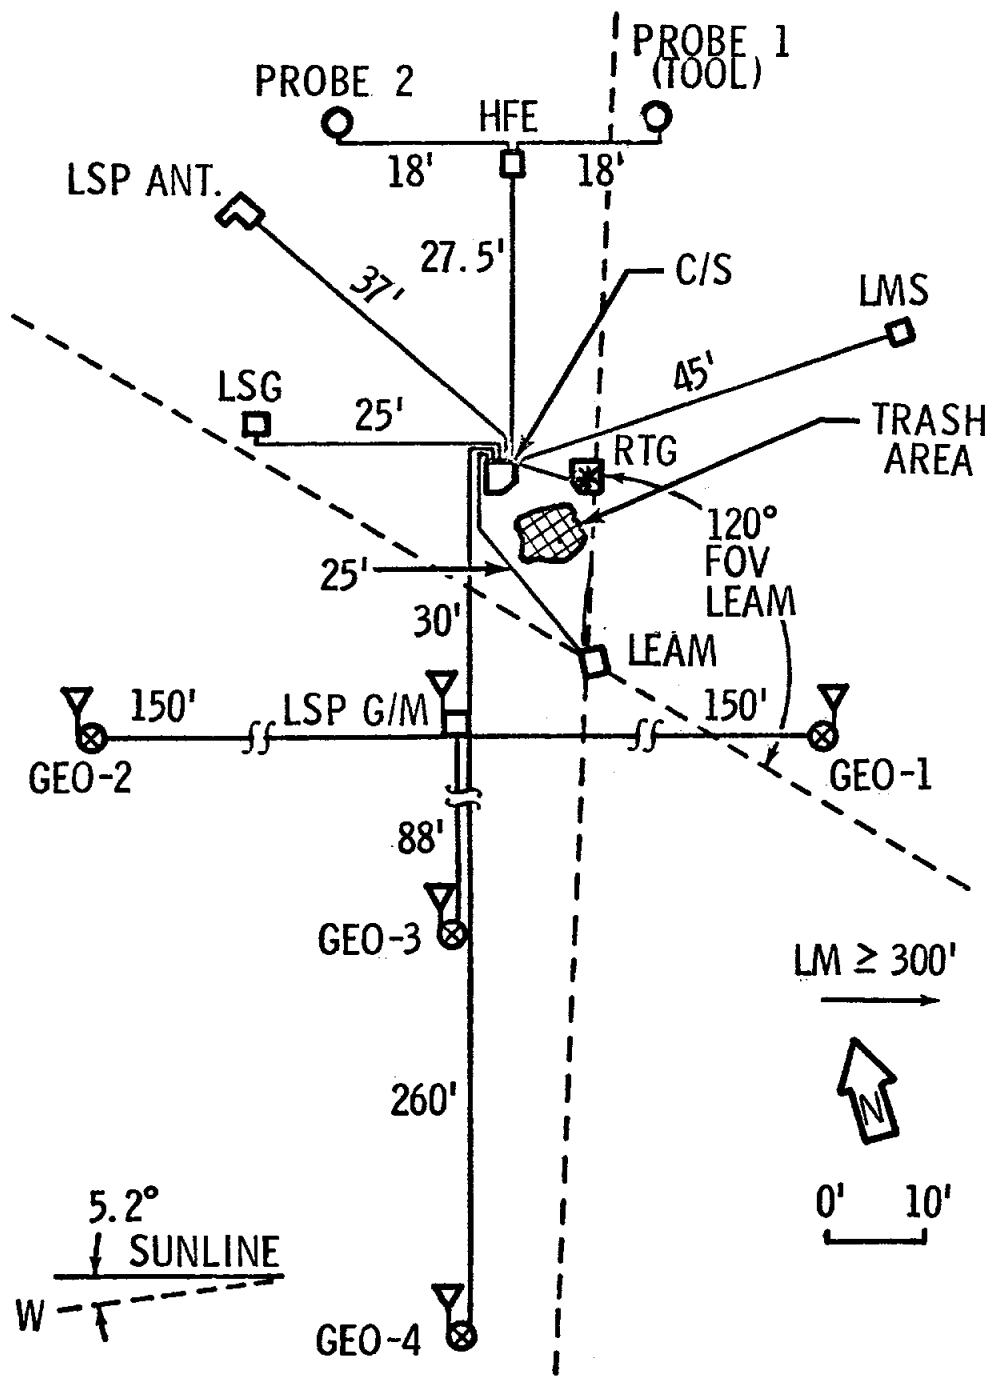 PROBE 1
(TOOL)
PROBE 2
HFE
18'
18'
LSP ANT.
27.5'
C/S
37'
LMS
45'
LSG
25'
TRASH
AREA
RTG
120°
FOV
LEAM
25'
30'
LEAM
150'
LSP G/M
150'
GEO-2
GEO-1
88'
GEO-3
LM ≥ 300'
N
260'
0' 10'
5.2°
SUNLINE
W
GEO-4